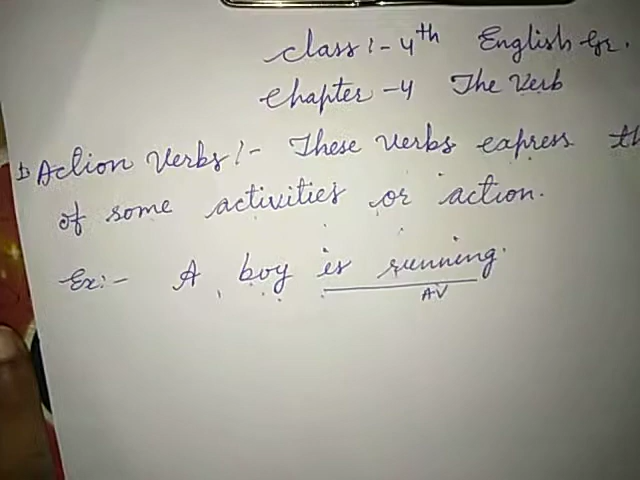 Class :- 4th English Gr.
Chapter -4 The Verb
1) Action Verbs :- These verbs express
of some activities or action.
Ex:- A boy is running.
AV